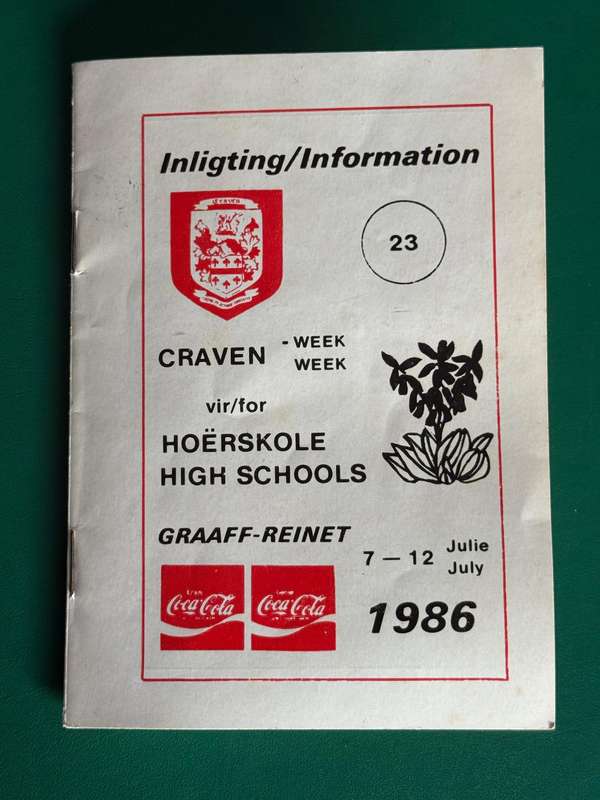 Inligting/Information
23
CRAVEN - WEEK
WEEK
vir/for
HOËRSKOLE
HIGH SCHOOLS
GRAAFF-REINET
7 — 12 Julie
July
Coca-Cola Coca-Cola
1986